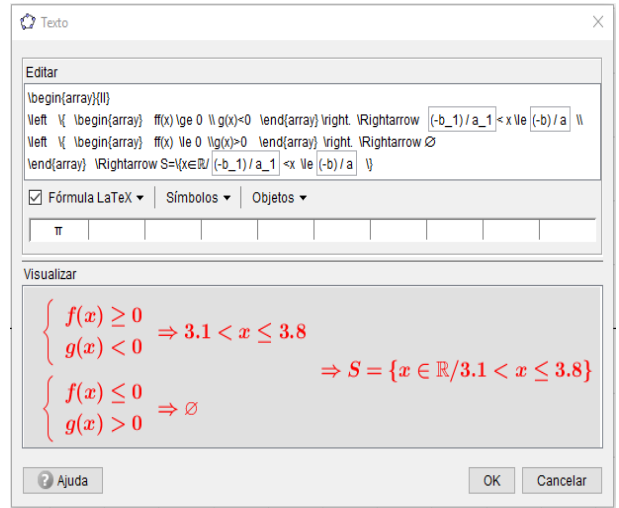 Texto
Editar
\begin{array}{ll}
\left \{ \begin{array} ff(x) \ge 0 \\ g(x)<0 \end{array} \right. \Rightarrow (-b_1) / a_1 < x \le (-b) / a \\
\left \{ \begin{array} ff(x) \le 0 \\g(x)>0 \end{array} \right. \Rightarrow ∅
\end{array} \Rightarrow S=\{x∈ℝ/ (-b_1) / a_1 <x \le (-b) / a \}
Fórmula LaTeX Símbolos Objetos
π
Visualizar
f(x) ≥ 0
g(x) < 0
⇒ 3.1 < x ≤ 3.8
⇒ S = {x ∈ ℝ/3.1 < x ≤ 3.8}
f(x) ≤ 0
g(x) > 0
⇒ ∅
Ajuda OK Cancelar